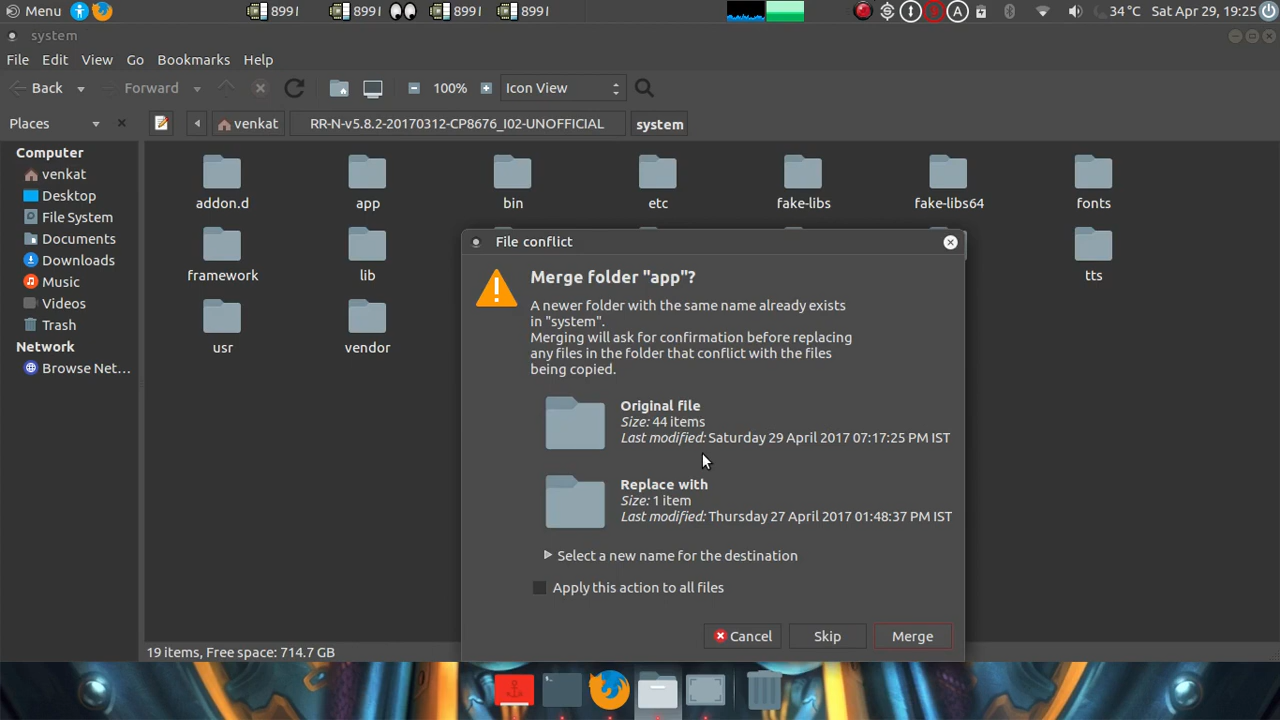 Menu 899↿ 899↿ 899↿ 899↿ 34 °C Sat Apr 29, 19:25
system
File Edit View Go Bookmarks Help
Back Forward 100% Icon View
Places venkat RR-N-v5.8.2-20170312-CP8676_I02-UNOFFICIAL system
Computer
venkat
Desktop
File System
Documents
Downloads
Music
Videos
Trash
Network
Browse Net...
addon.d app bin etc fake-libs fake-libs64 fonts
framework lib tts
usr vendor
File conflict
Merge folder "app"?
A newer folder with the same name already exists
in "system".
Merging will ask for confirmation before replacing
any files in the folder that conflict with the files
being copied.
Original file
Size: 44 items
Last modified: Saturday 29 April 2017 07:17:25 PM IST
Replace with
Size: 1 item
Last modified: Thursday 27 April 2017 01:48:37 PM IST
Select a new name for the destination
Apply this action to all files
Cancel Skip Merge
19 items, Free space: 714.7 GB